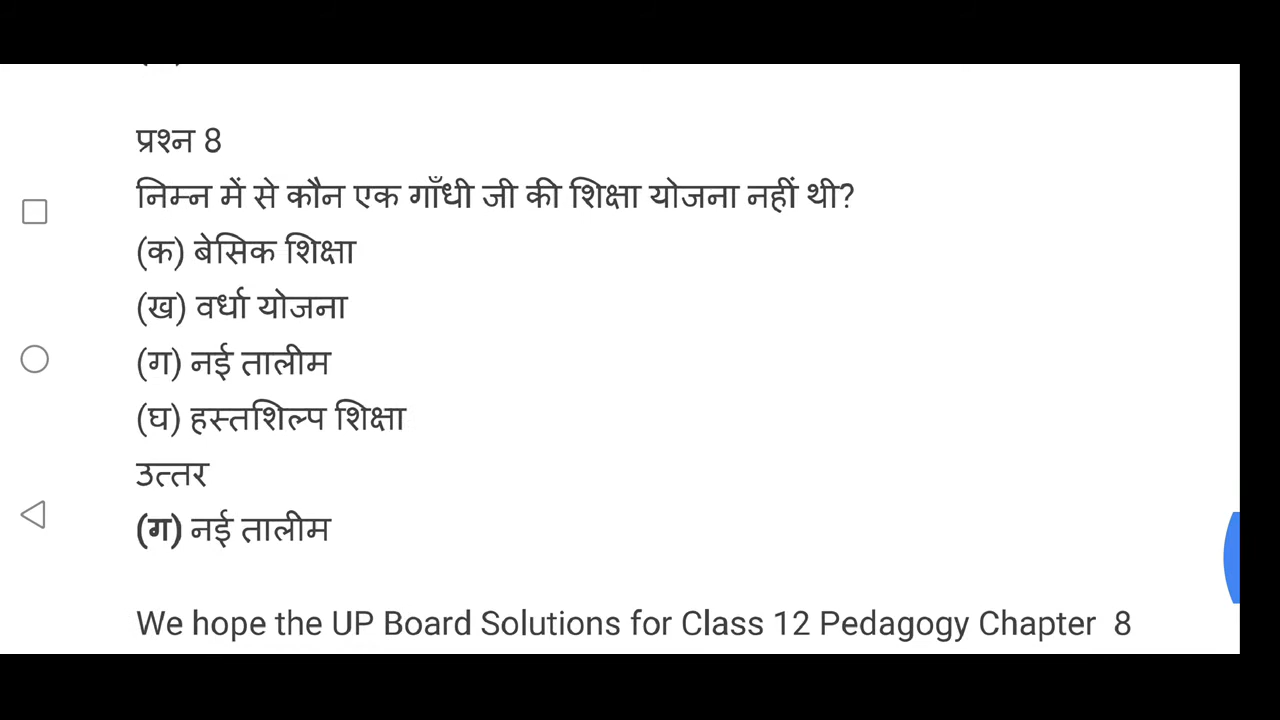 प्रश्न 8
निम्न में से कौन एक गाँधी जी की शिक्षा योजना नहीं थी?
(क) बेसिक शिक्षा
(ख) वर्धा योजना
(ग) नई तालीम
(घ) हस्तशिल्प शिक्षा
उत्तर
(ग) नई तालीम
We hope the UP Board Solutions for Class 12 Pedagogy Chapter 8